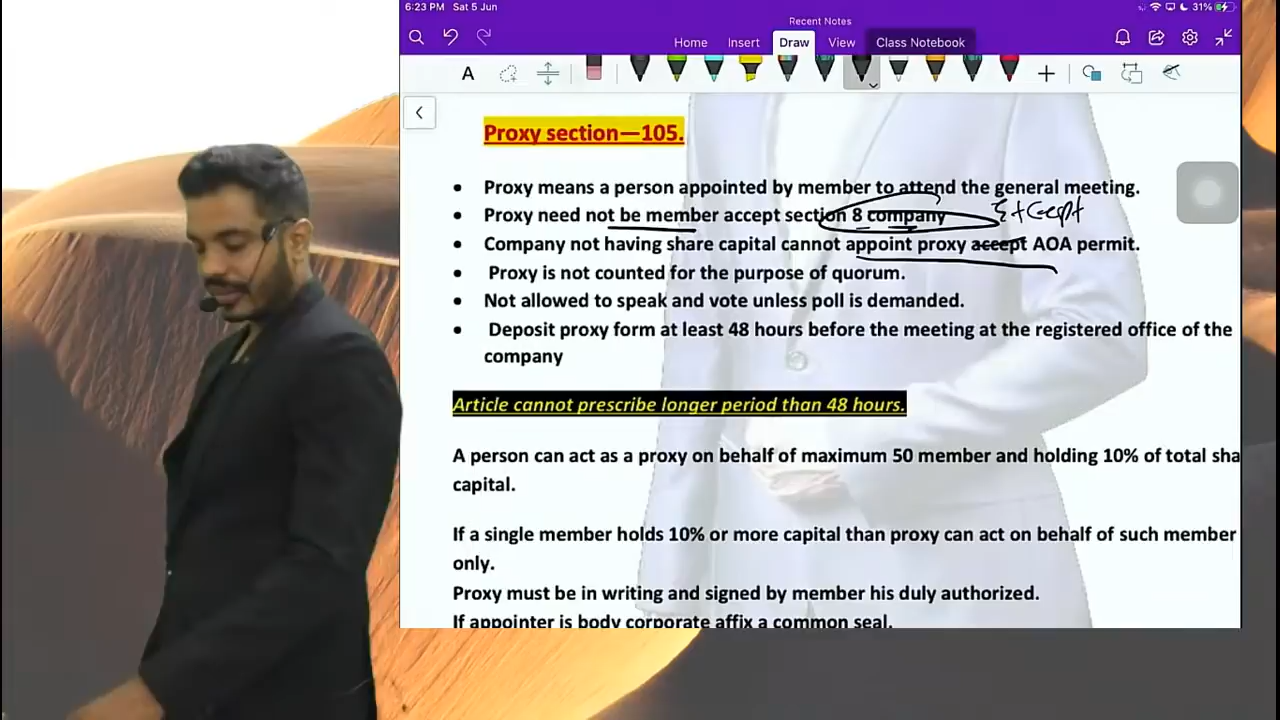 6:23 PM Sat 5 Jun
31%
Recent Notes
Home Insert Draw View Class Notebook
A
Proxy section—105.
• Proxy means a person appointed by member to attend the general meeting.
• Proxy need not be member accept section 8 company Except
• Company not having share capital cannot appoint proxy accept AOA permit.
• Proxy is not counted for the purpose of quorum.
• Not allowed to speak and vote unless poll is demanded.
• Deposit proxy form at least 48 hours before the meeting at the registered office of the
company
Article cannot prescribe longer period than 48 hours.
A person can act as a proxy on behalf of maximum 50 member and holding 10% of total sha
capital.
If a single member holds 10% or more capital than proxy can act on behalf of such member
only.
Proxy must be in writing and signed by member his duly authorized.
If appointer is body corporate affix a common seal.